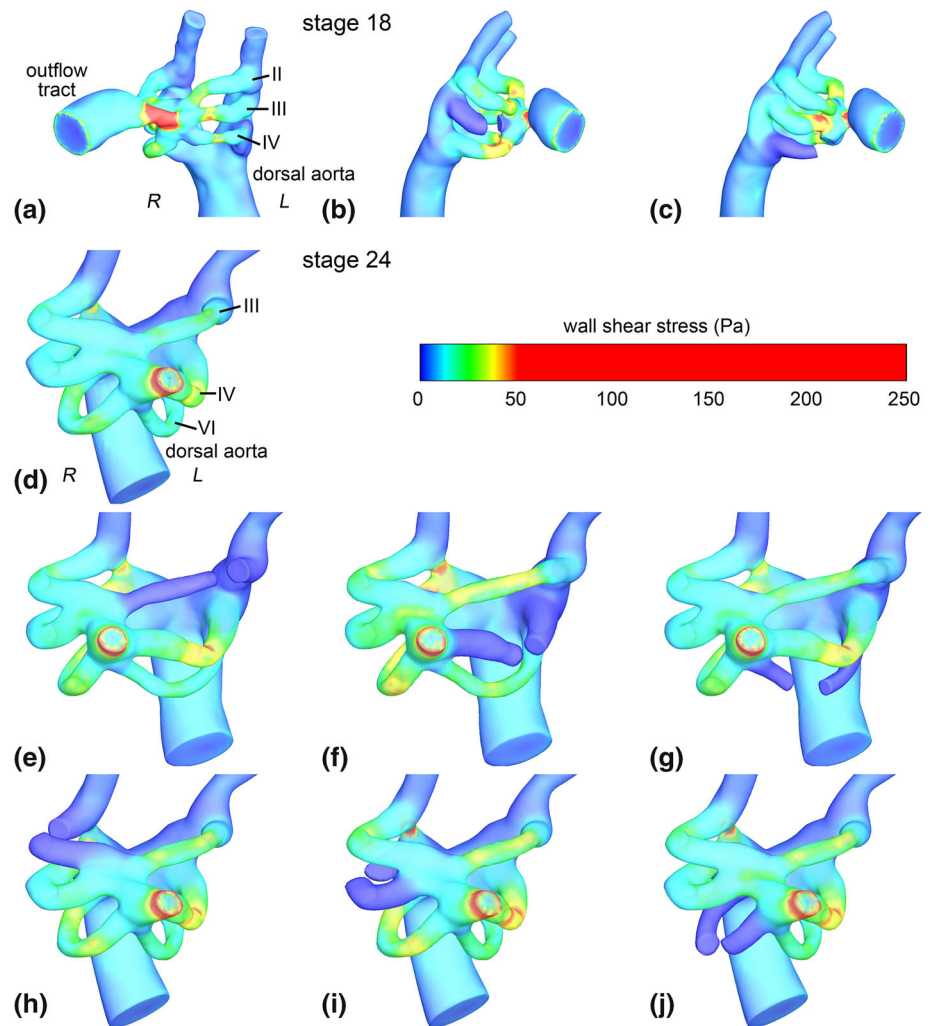 stage 18
outflow
tract
II
III
IV
dorsal aorta
R
L
(a)
(b)
(c)
stage 24
III
IV
VI
dorsal aorta
R
L
(d)
wall shear stress (Pa)
0 50 100 150 200 250
(e)
(f)
(g)
(h)
(i)
(j)